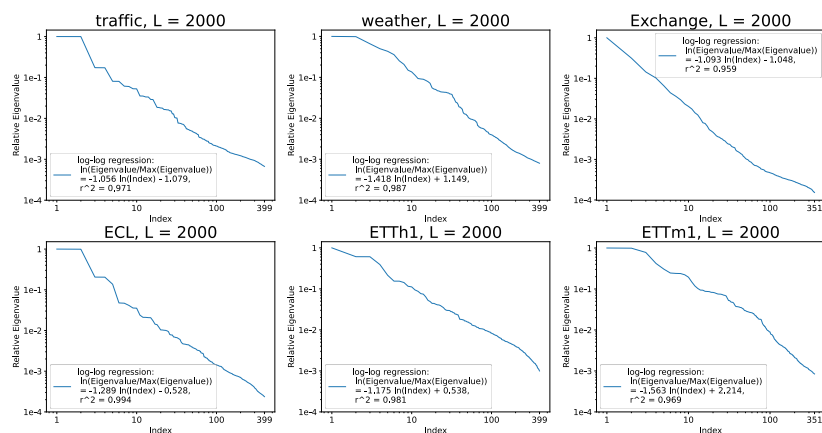 traffic, L = 2000
Relative Eigenvalue
1
1e−1
1e−2
1e−3
1e−4
log-log regression:
ln(Eigenvalue/Max(Eigenvalue))
= -1.056 ln(Index) - 1.079,
r^2 = 0.971
1 10 100 399
Index
weather, L = 2000
Relative Eigenvalue
1
1e−1
1e−2
1e−3
1e−4
log-log regression:
ln(Eigenvalue/Max(Eigenvalue))
= -1.418 ln(Index) + 1.149,
r^2 = 0.987
1 10 100 399
Index
Exchange, L = 2000
Relative Eigenvalue
1
1e−1
1e−2
1e−3
1e−4
log-log regression:
ln(Eigenvalue/Max(Eigenvalue))
= -1.093 ln(Index) - 1.048,
r^2 = 0.959
1 10 100 351
Index
ECL, L = 2000
Relative Eigenvalue
1
1e−1
1e−2
1e−3
1e−4
log-log regression:
ln(Eigenvalue/Max(Eigenvalue))
= -1.289 ln(Index) - 0.528,
r^2 = 0.994
1 10 100 399
Index
ETTh1, L = 2000
Relative Eigenvalue
1
1e−1
1e−2
1e−3
1e−4
log-log regression:
ln(Eigenvalue/Max(Eigenvalue))
= -1.175 ln(Index) + 0.538,
r^2 = 0.981
1 10 100 399
Index
ETTm1, L = 2000
Relative Eigenvalue
1
1e−1
1e−2
1e−3
1e−4
log-log regression:
ln(Eigenvalue/Max(Eigenvalue))
= -1.563 ln(Index) + 2.214,
r^2 = 0.969
1 10 100 351
Index